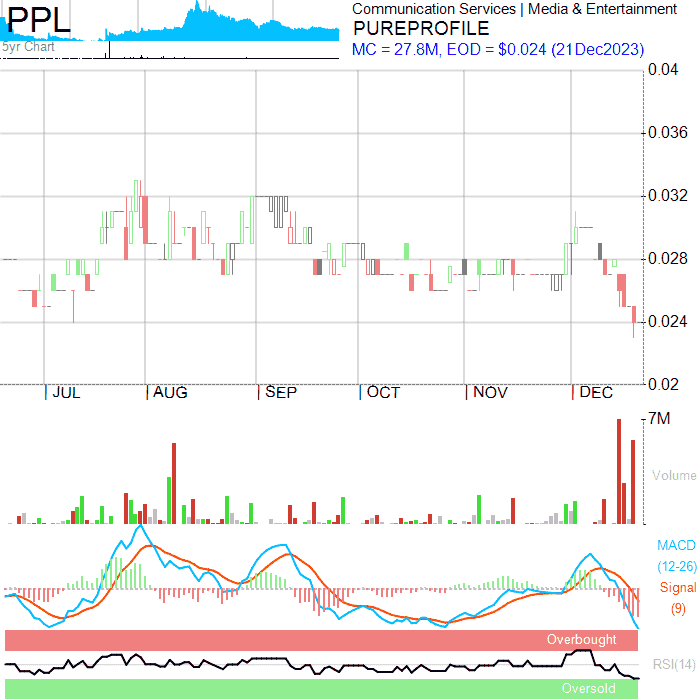 PPL
5yr Chart
Communication Services | Media & Entertainment
PUREPROFILE
MC = 27.8M, EOD = $0.024 (21Dec2023)
0.04
0.036
0.032
0.028
0.024
0.02
JUL AUG SEP OCT NOV DEC
7M
Volume
MACD
(12-26)
Signal
(9)
Overbought
RSI(14)
Oversold